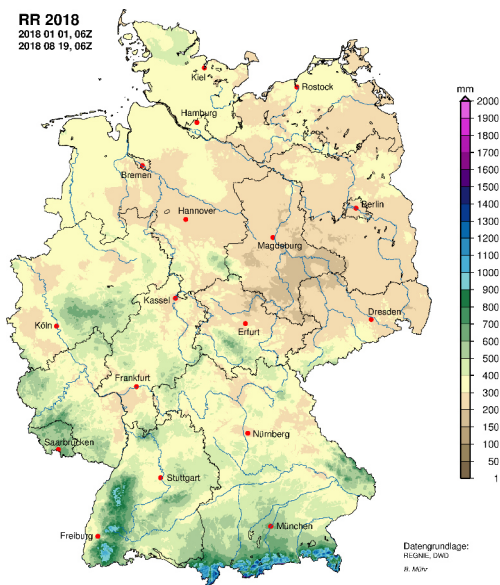 RR 2018
2018 01 01, 06Z
2018 08 19, 06Z
Kiel
Rostock
Hamburg
Bremen
Hannover
Berlin
Magdeburg
Kassel
Dresden
Köln
Erfurt
Frankfurt
Nürnberg
Saarbrücken
Stuttgart
München
Freiburg
mm
2000
1900
1800
1700
1600
1500
1400
1300
1200
1100
1000
900
800
700
600
500
400
300
200
150
100
50
1
Datengrundlage:
REGNIE, DWD
B. Mühr